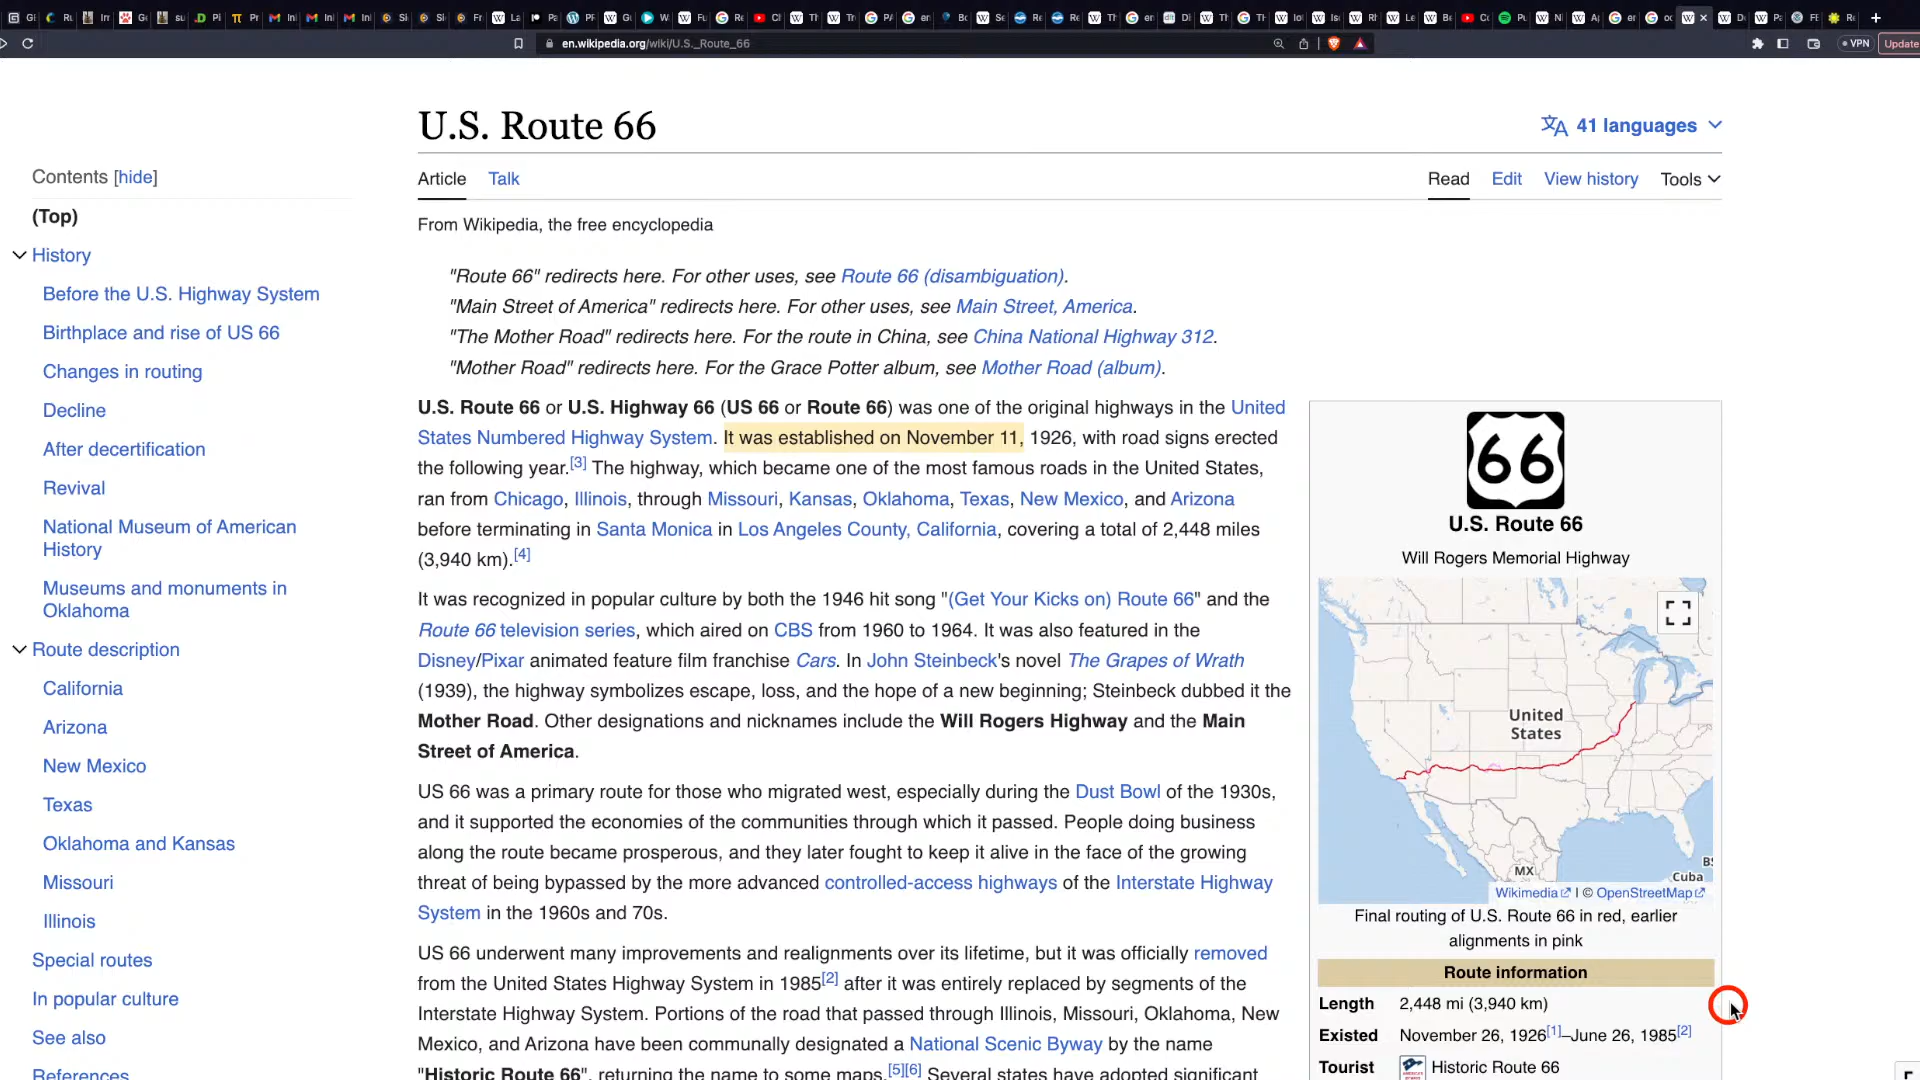 en.wikipedia.org/wiki/U.S._Route_66
VPN
Update
U.S. Route 66
41 languages
Contents [hide]
Article Talk
Read Edit View history Tools
(Top)
From Wikipedia, the free encyclopedia
History
Before the U.S. Highway System
Birthplace and rise of US 66
Changes in routing
Decline
After decertification
Revival
National Museum of American
History
Museums and monuments in
Oklahoma
Route description
California
Arizona
New Mexico
Texas
Oklahoma and Kansas
Missouri
Illinois
Special routes
In popular culture
See also
References
"Route 66" redirects here. For other uses, see Route 66 (disambiguation).
"Main Street of America" redirects here. For other uses, see Main Street, America.
"The Mother Road" redirects here. For the route in China, see China National Highway 312.
"Mother Road" redirects here. For the Grace Potter album, see Mother Road (album).
U.S. Route 66 or U.S. Highway 66 (US 66 or Route 66) was one of the original highways in the United
States Numbered Highway System. It was established on November 11, 1926, with road signs erected
the following year.[3] The highway, which became one of the most famous roads in the United States,
ran from Chicago, Illinois, through Missouri, Kansas, Oklahoma, Texas, New Mexico, and Arizona
before terminating in Santa Monica in Los Angeles County, California, covering a total of 2,448 miles
(3,940 km).[4]
It was recognized in popular culture by both the 1946 hit song "(Get Your Kicks on) Route 66" and the
Route 66 television series, which aired on CBS from 1960 to 1964. It was also featured in the
Disney/Pixar animated feature film franchise Cars. In John Steinbeck's novel The Grapes of Wrath
(1939), the highway symbolizes escape, loss, and the hope of a new beginning; Steinbeck dubbed it the
Mother Road. Other designations and nicknames include the Will Rogers Highway and the Main
Street of America.
US 66 was a primary route for those who migrated west, especially during the Dust Bowl of the 1930s,
and it supported the economies of the communities through which it passed. People doing business
along the route became prosperous, and they later fought to keep it alive in the face of the growing
threat of being bypassed by the more advanced controlled-access highways of the Interstate Highway
System in the 1960s and 70s.
US 66 underwent many improvements and realignments over its lifetime, but it was officially removed
from the United States Highway System in 1985[2] after it was entirely replaced by segments of the
Interstate Highway System. Portions of the road that passed through Illinois, Missouri, Oklahoma, New
Mexico, and Arizona have been communally designated a National Scenic Byway by the name
"Historic Route 66", returning the name to some maps.[5][6] Several states have adopted significant
66
U.S. Route 66
Will Rogers Memorial Highway
United
States
MX
Cuba
BS
Wikimedia | © OpenStreetMap
Final routing of U.S. Route 66 in red, earlier
alignments in pink
Route information
Length 2,448 mi (3,940 km)
Existed November 26, 1926[1]–June 26, 1985[2]
Tourist Historic Route 66